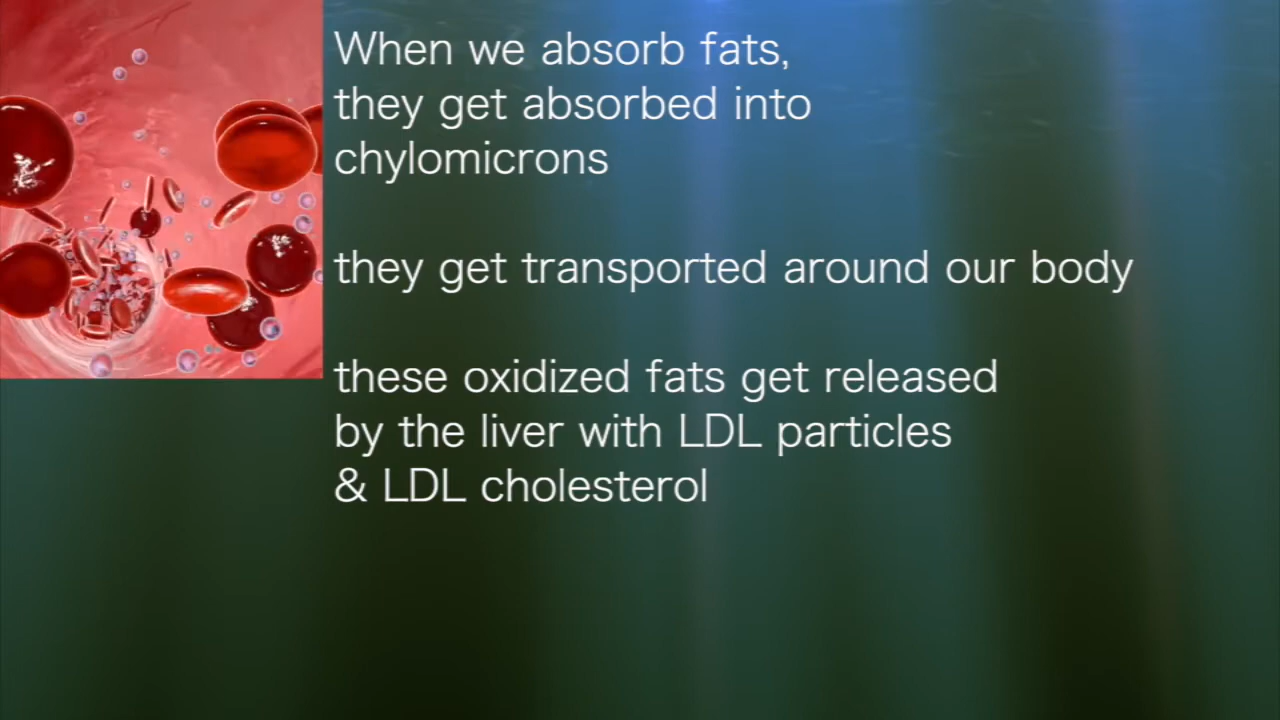 When we absorb fats,
they get absorbed into
chylomicrons
they get transported around our body
these oxidized fats get released
by the liver with LDL particles
& LDL cholesterol